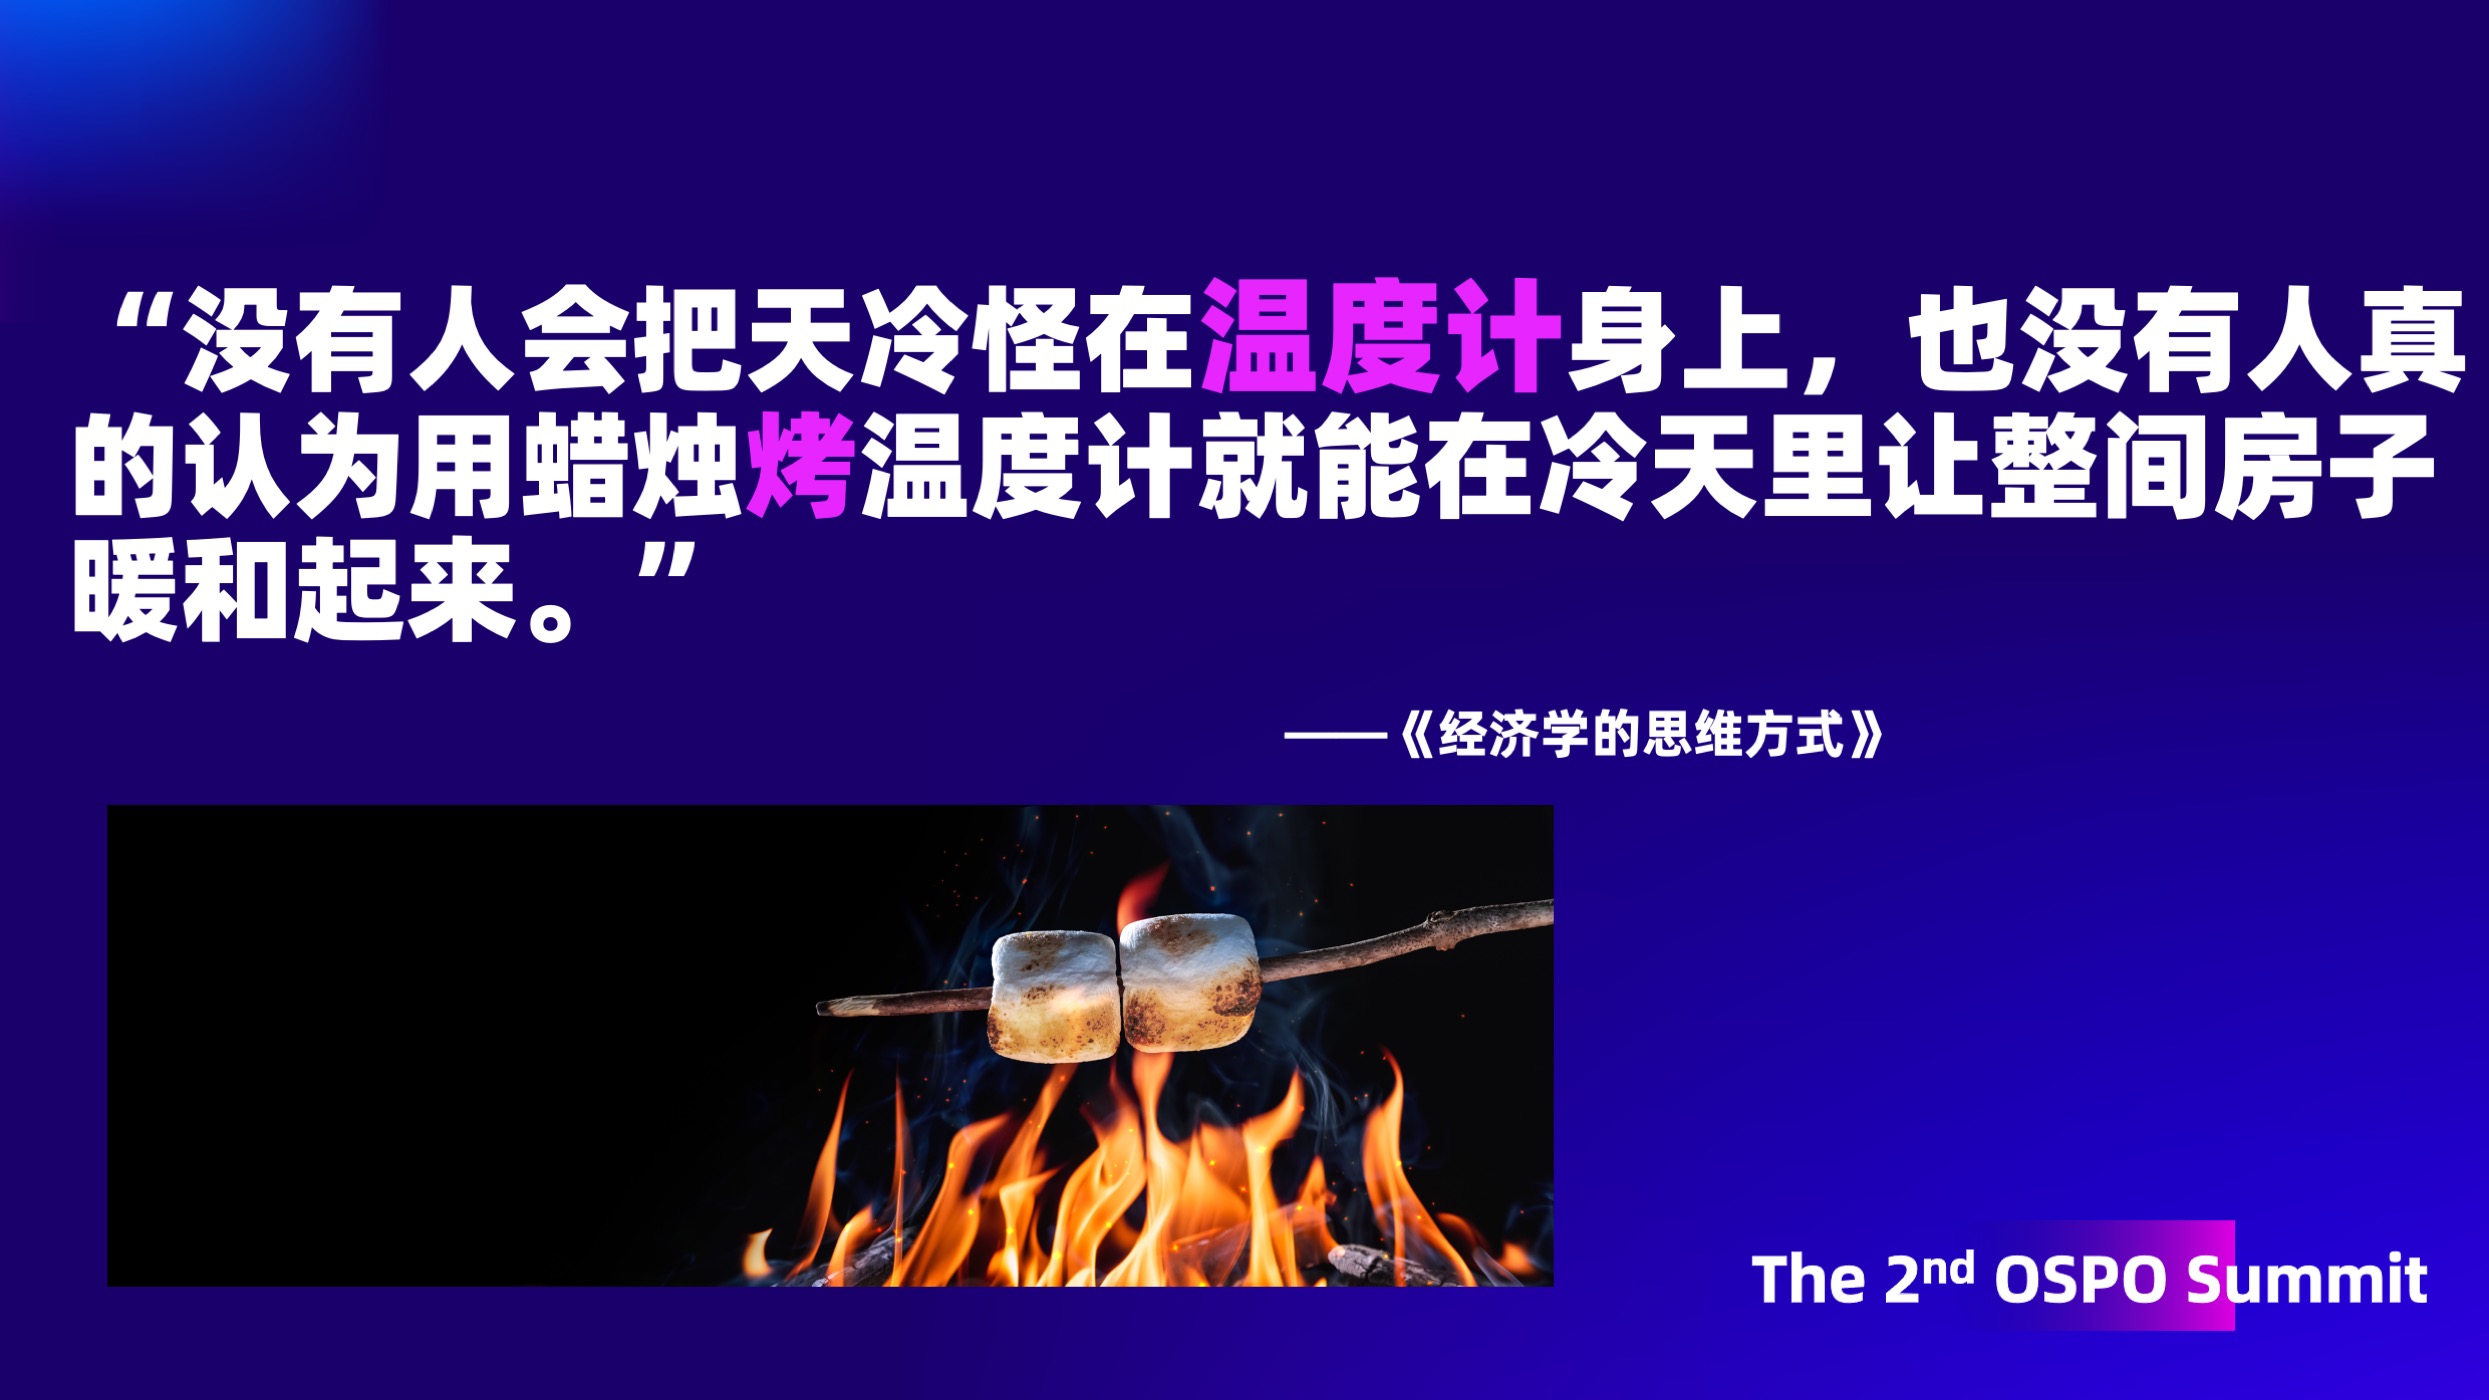 “没有人会把天冷怪在温度计身上，也没有人真
的认为用蜡烛烤温度计就能在冷天里让整间房子
暖和起来。”
——《经济学的思维方式》
The 2nd OSPO Summit